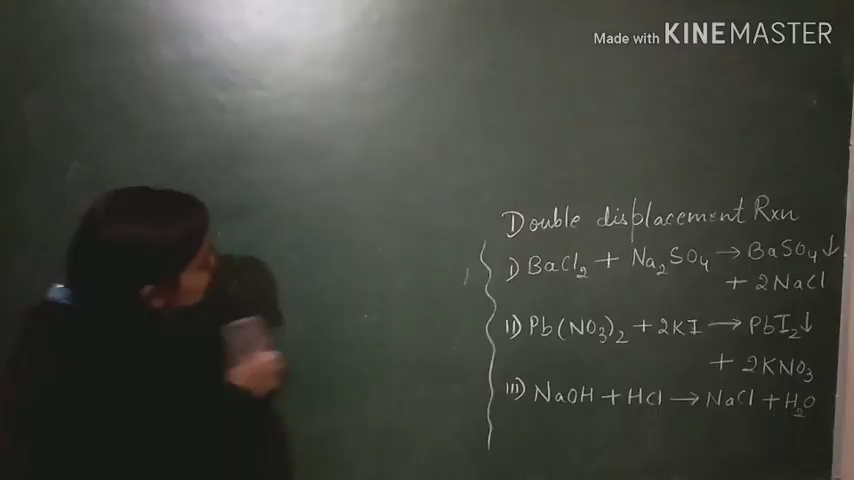 Made with KINEMASTER
Double displacement Rxn
i) BaCl₂ + Na₂SO₄ → BaSO₄↓
+ 2NaCl
ii) Pb(NO₃)₂ + 2KI → PbI₂↓
+ 2KNO₃
iii) NaOH + HCl → NaCl + H₂O